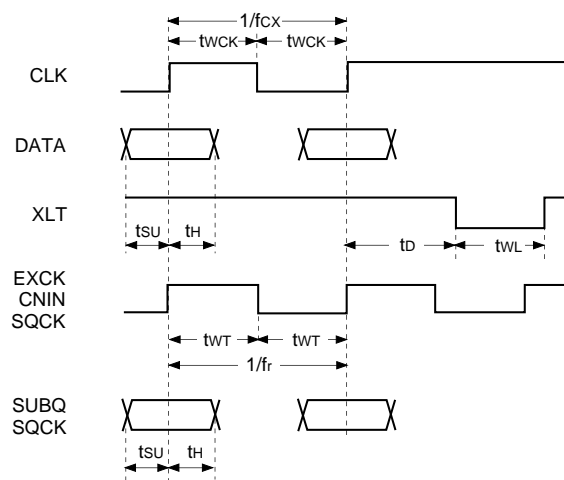 1/fCX
tWCK tWCK
CLK
DATA
XLT
tSU tH tD tWL
EXCK
CNIN
SQCK
tWT tWT
1/fr
SUBQ
SQCK
tSU tH